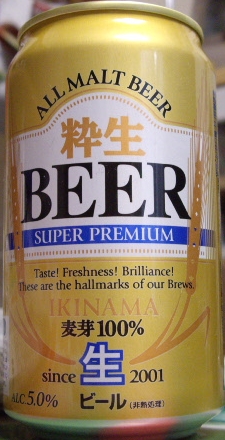 ALL MALT BEER
粋生
BEER
SUPER PREMIUM
Taste! Freshness! Brilliance!
These are the hallmarks of our Brews.
IKINAMA
麦芽100%
since 生 2001
ALC.5.0% ビール(非熱処理)